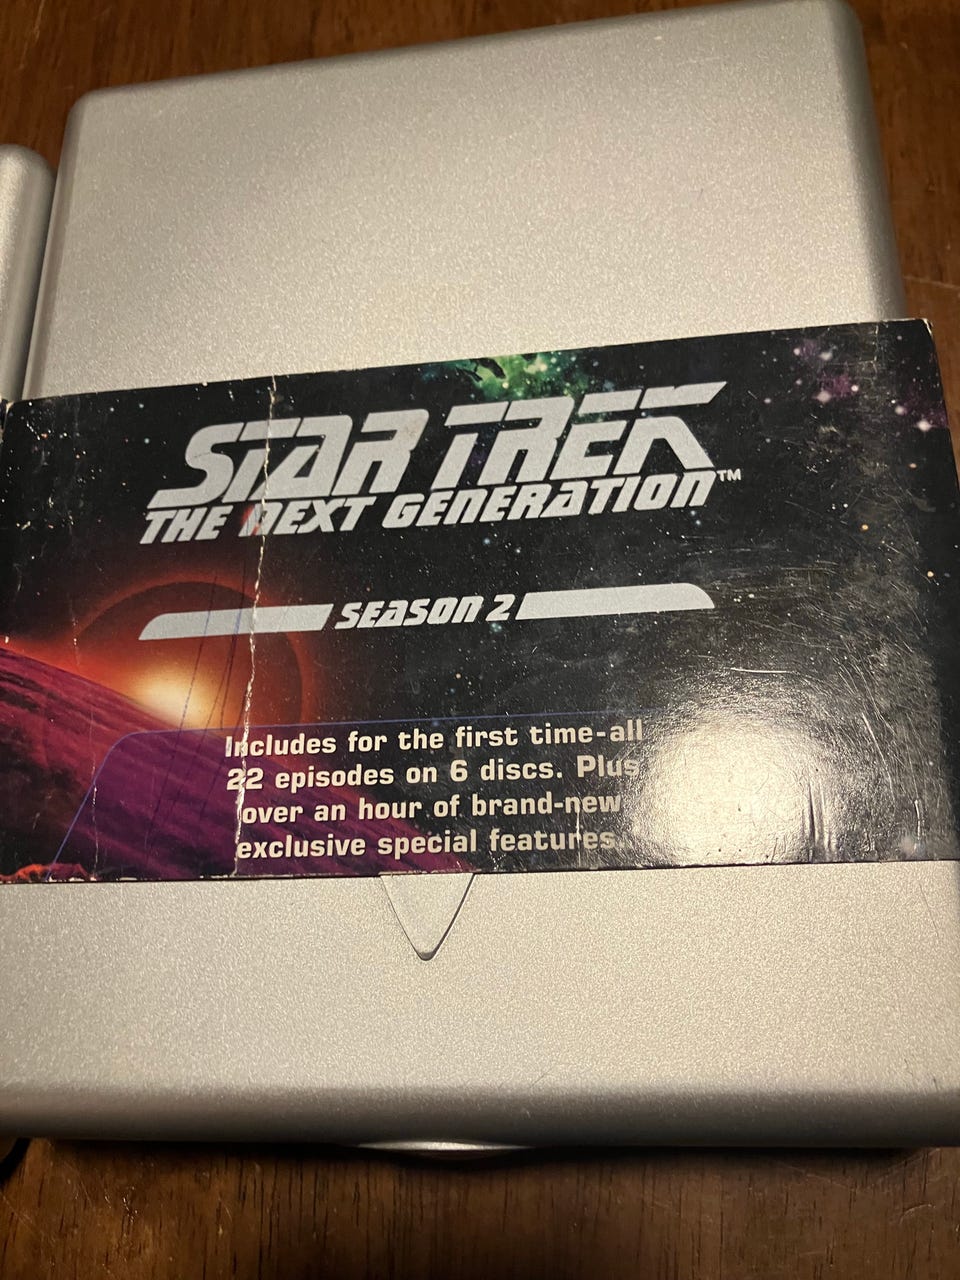 STAR TREK
THE NEXT GENERATION™
SEASON 2
Includes for the first time-all
22 episodes on 6 discs. Plus
over an hour of brand-new
exclusive special features.